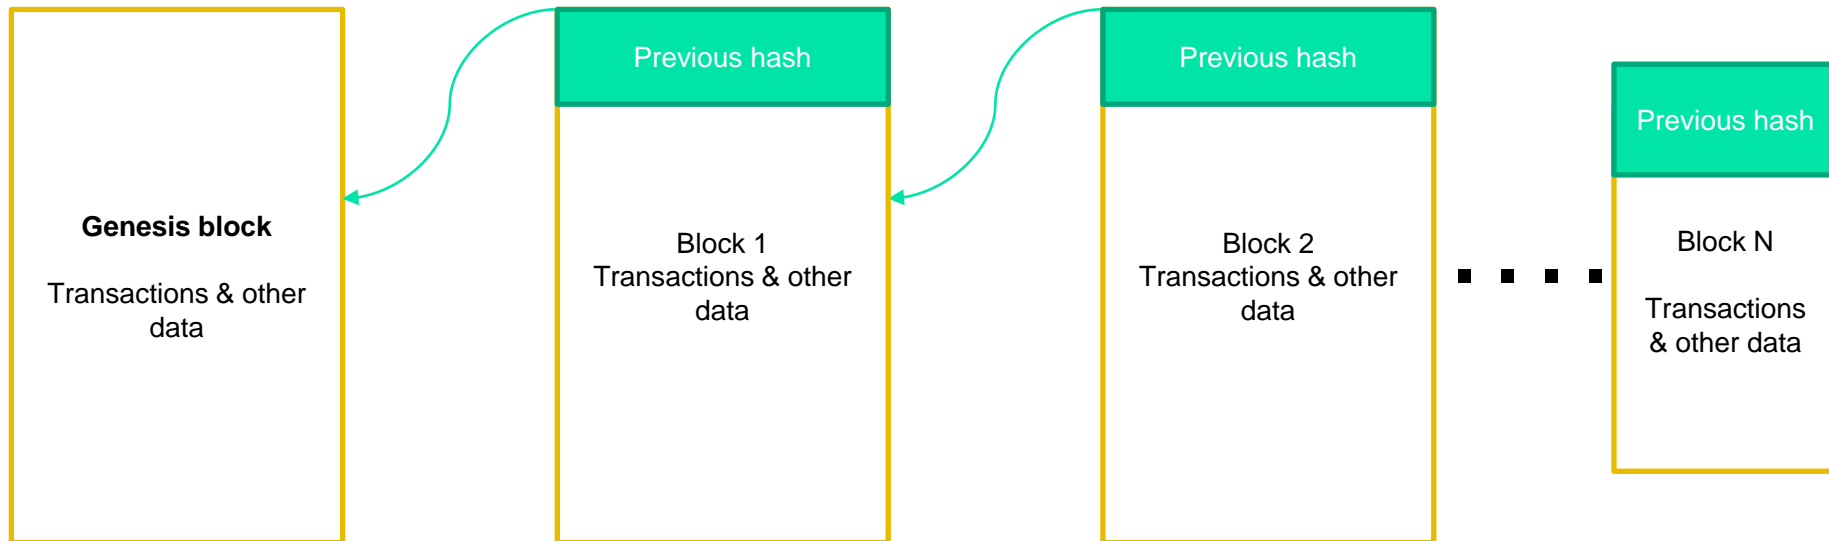 Genesis block
Transactions & other
data
Previous hash
Block 1
Transactions & other
data
Previous hash
Block 2
Transactions & other
data
Previous hash
Block N
Transactions
& other data